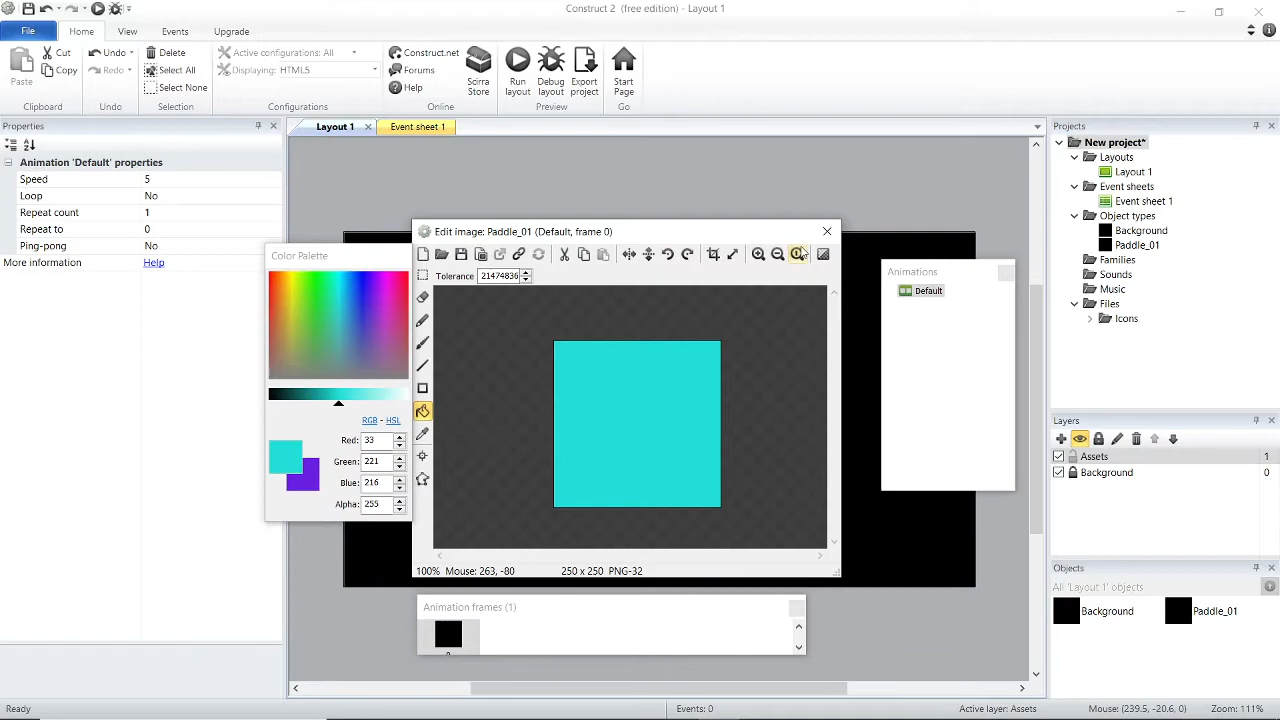 Construct 2 (free edition) - Layout 1
File Home View Events Upgrade
Paste Cut Copy Undo Redo Delete Select All Select None Active configurations: All Displaying: HTML5 Construct.net Forums Help Scirra Store Run layout Debug layout Export project Start Page
Clipboard Undo Selection Configurations Online Preview Go
Properties
Animation 'Default' properties
Speed 5
Loop No
Repeat count 1
Repeat to 0
Ping-pong No
More information Help
Layout 1 Event sheet 1
Color Palette
RGB - HSL
Red: 33
Green: 221
Blue: 216
Alpha: 255
Edit image: Paddle_01 (Default, frame 0)
Tolerance 21474836
100% Mouse: 263, -80 250 x 250 PNG-32
Animations
Default
Animation frames (1)
Projects
New project*
Layouts
Layout 1
Event sheets
Event sheet 1
Object types
Background
Paddle_01
Families
Sounds
Music
Files
Icons
Layers
Assets 1
Background 0
Objects
All 'Layout 1' objects
Background Paddle_01
Ready Events: 0 Active layer: Assets Mouse: (239.5, -20.6, 0) Zoom: 111%